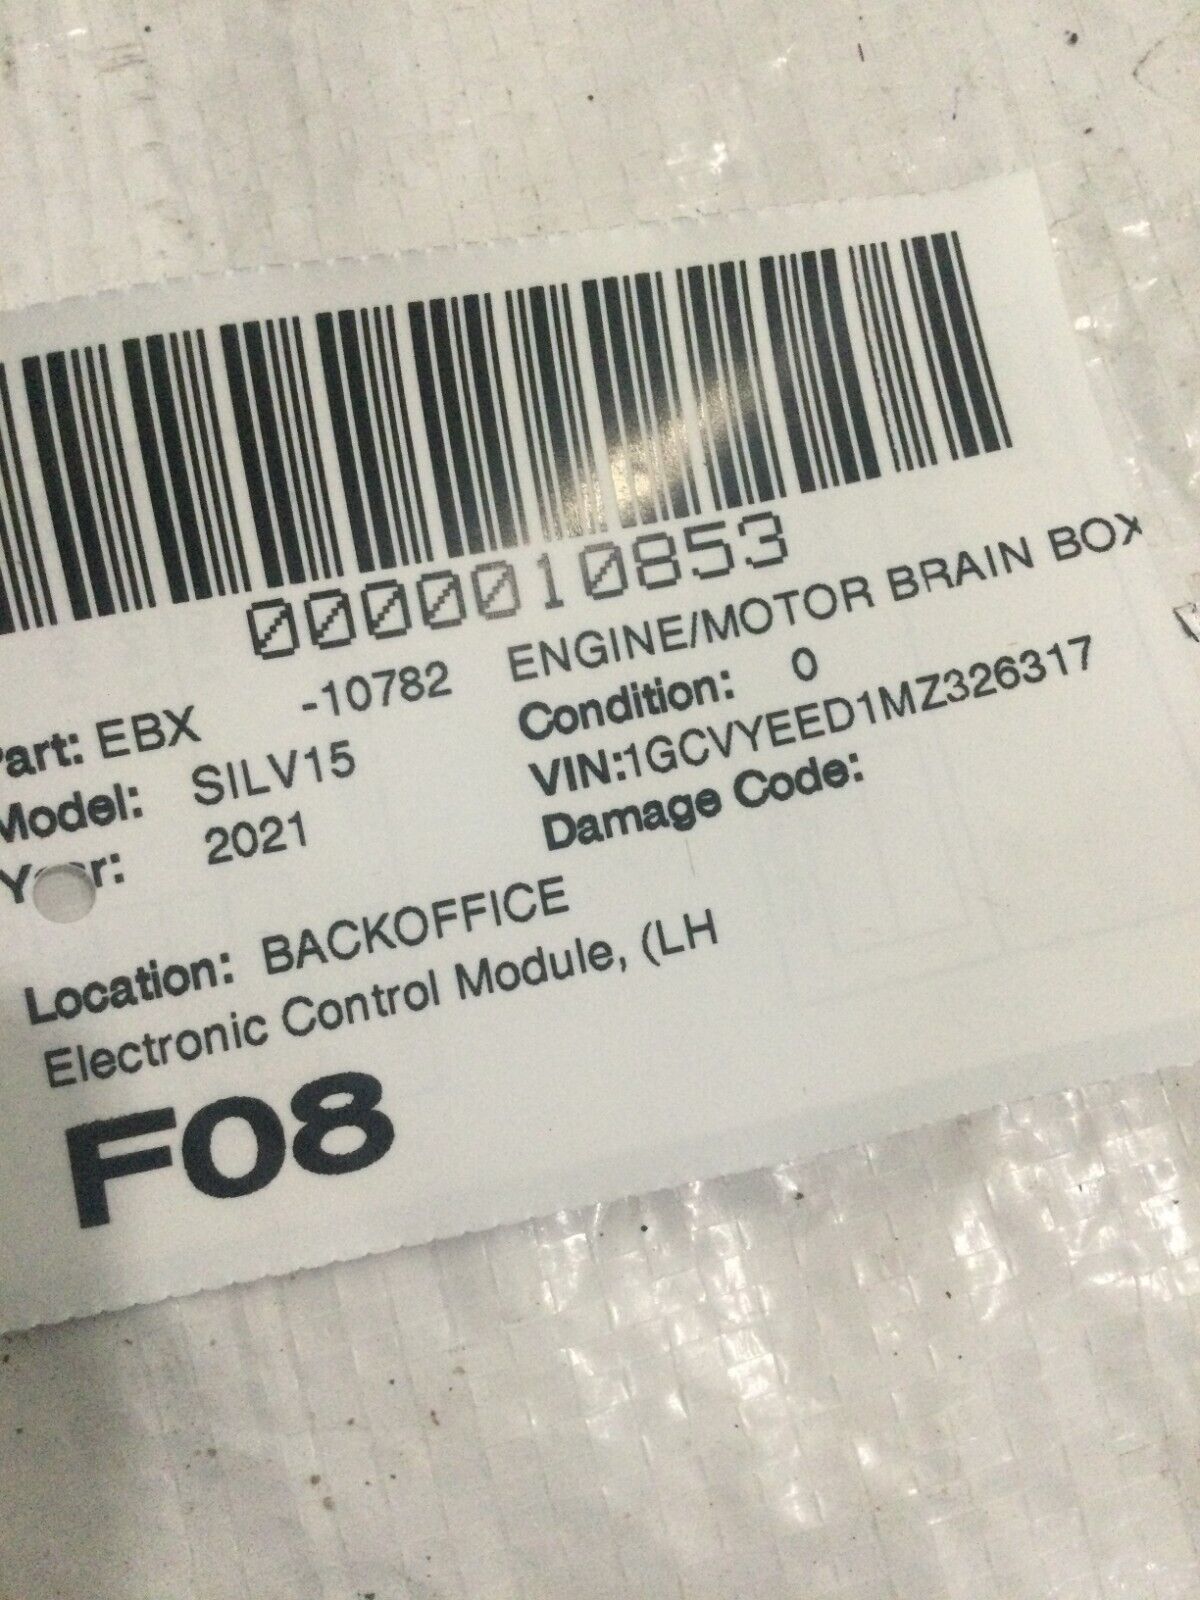 0000010853
Part: EBX -10782 ENGINE/MOTOR BRAIN BOX
Model: SILV15 Condition: 0
Year: 2021 VIN:1GCVYEED1MZ326317
Damage Code:
Location: BACKOFFICE
Electronic Control Module, (LH
F08